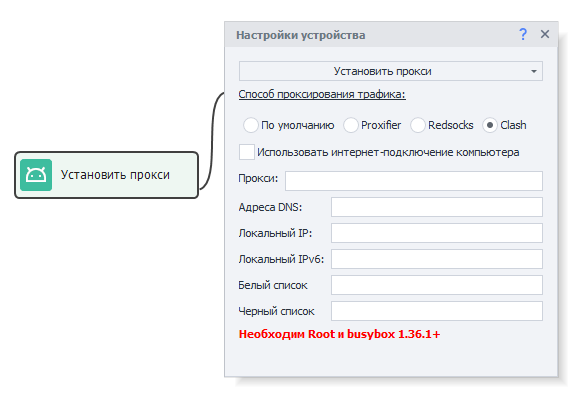 Настройки устройства ?
Установить прокси
Способ проксирования трафика:
По умолчанию Proxifier Redsocks Clash
Использовать интернет-подключение компьютера
Установить прокси
Прокси:
Адреса DNS:
Локальный IP:
Локальный IPv6:
Белый список
Черный список
Необходим Root и busybox 1.36.1+